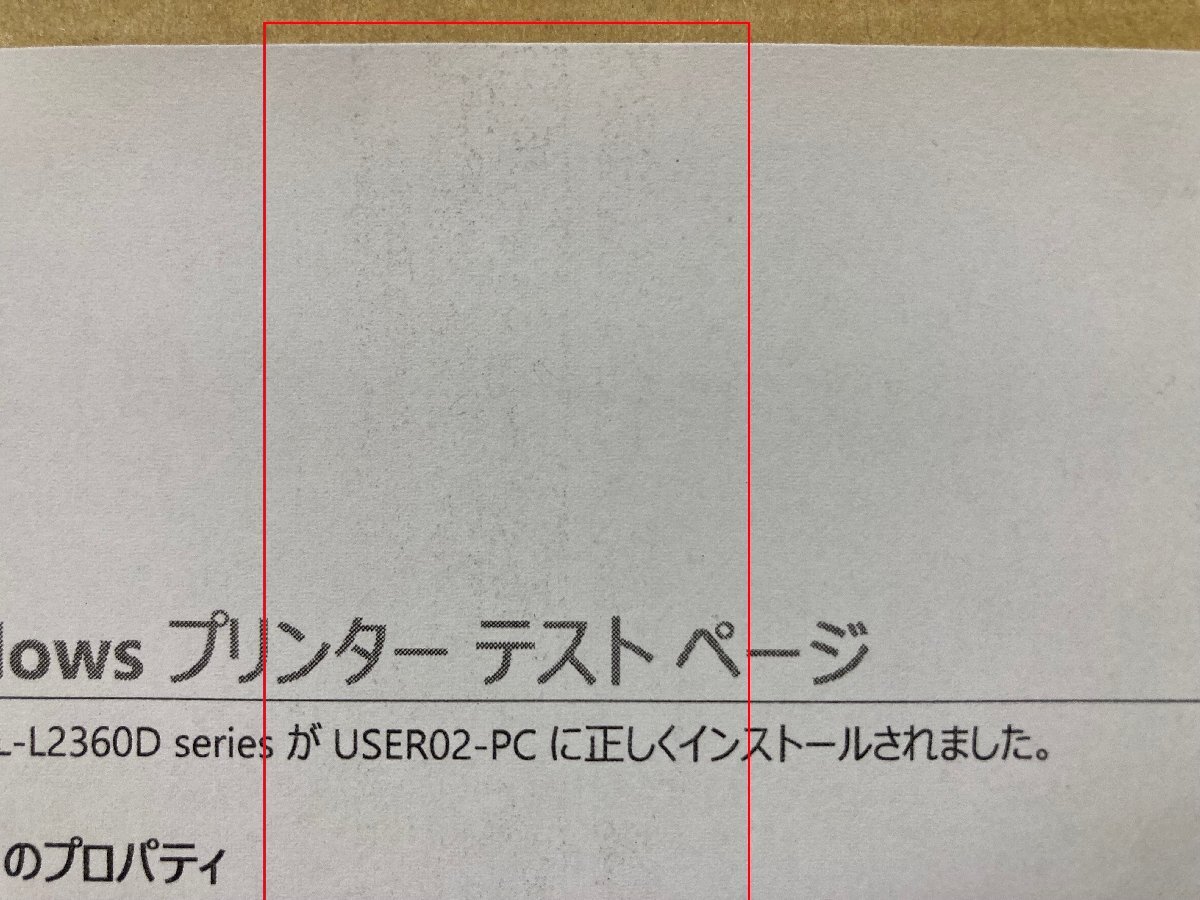 dows プリンター テスト ページ
L-L2360D series が USER02-PC に正しくインストールされました。
のプロパティ